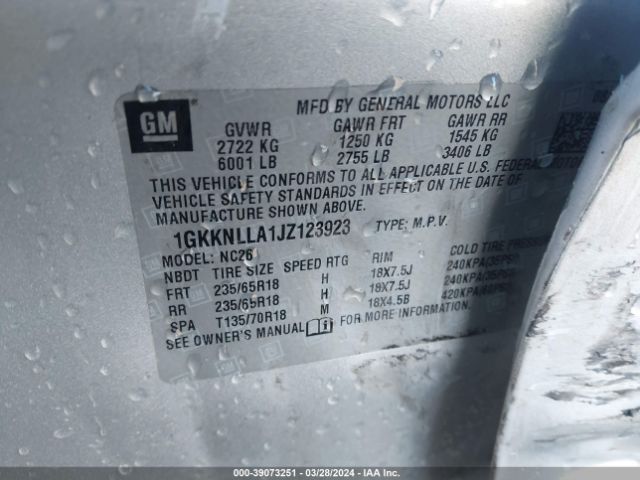 GM
MFD BY GENERAL MOTORS LLC
GVWR GAWR FRT GAWR RR
2722 KG 1250 KG 1545 KG
6001 LB 2755 LB 3406 LB
THIS VEHICLE CONFORMS TO ALL APPLICABLE U.S. FEDERAL MOTOR
VEHICLE SAFETY STANDARDS IN EFFECT ON THE DATE OF
MANUFACTURE SHOWN ABOVE.
1GKKNLLA1JZ123923 TYPE: M.P.V.
MODEL: NC26
NBDT TIRE SIZE SPEED RTG RIM COLD TIRE
FRT 235/65R18 H 18X7.5J 240KPA(35PSI)
RR 235/65R18 H 18X7.5J 240KPA(35PSI)
SPA T135/70R18 M 18X4.5B 420KPA(60PSI)
SEE OWNER'S MANUAL FOR MORE INFORMATION.
000-39073251 | 03/28/2024 - IAA Inc.